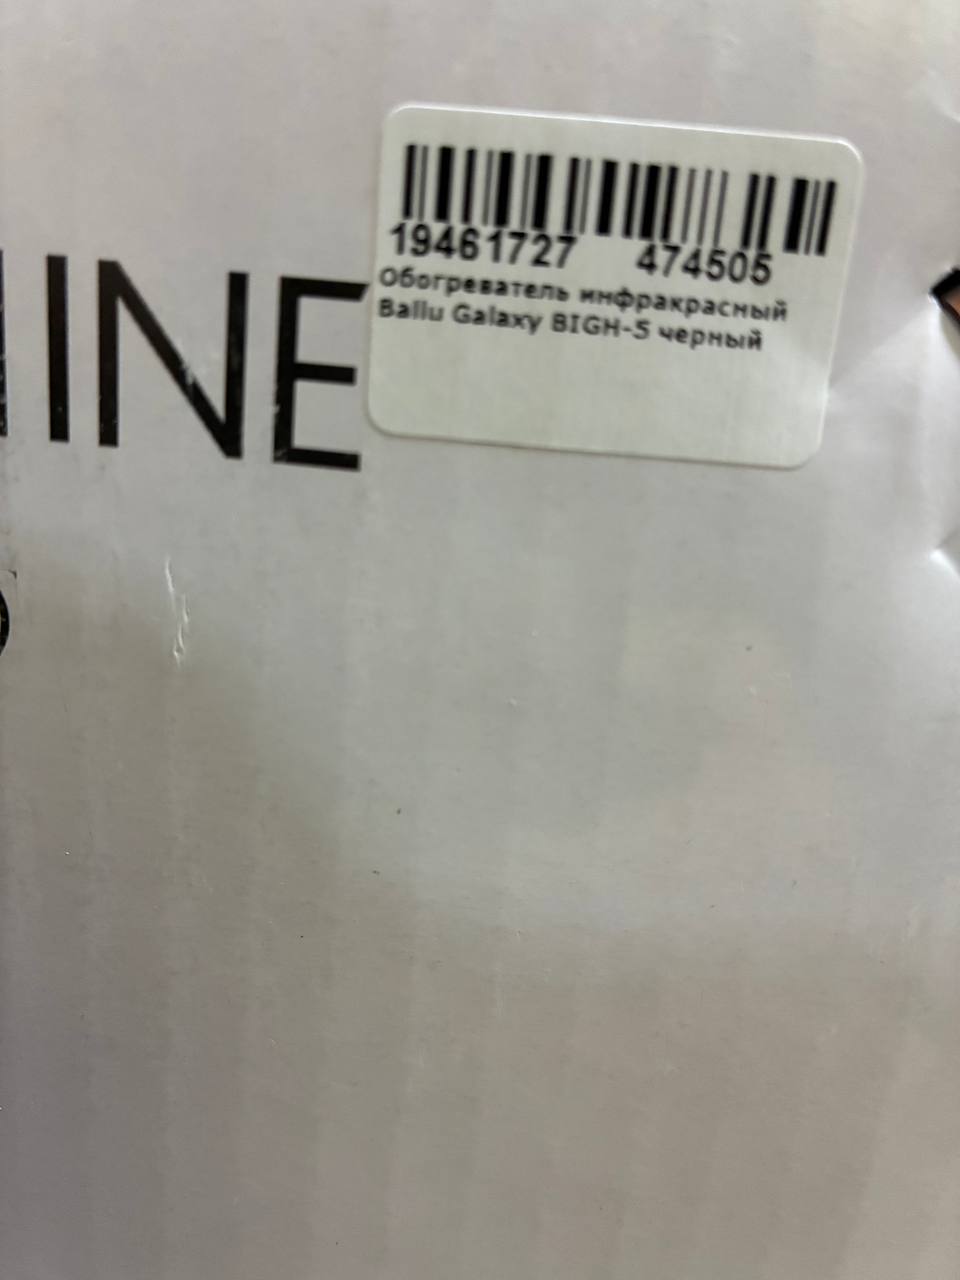 19461727 474505
Обогреватель инфракрасный
Ballu Galaxy BIGH-5 черный
INE